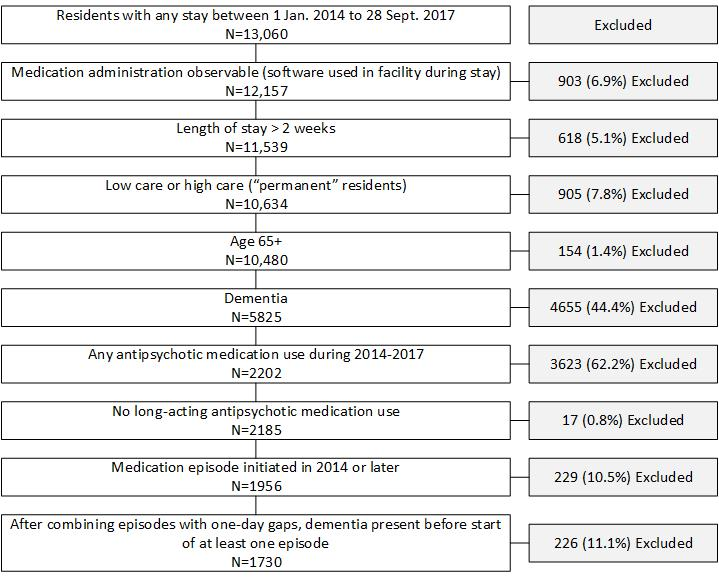 Residents with any stay between 1 Jan. 2014 to 28 Sept. 2017
N=13,060
Excluded
Medication administration observable (software used in facility during stay)
N=12,157
903 (6.9%) Excluded
Length of stay > 2 weeks
N=11,539
618 (5.1%) Excluded
Low care or high care (“permanent” residents)
N=10,634
905 (7.8%) Excluded
Age 65+
N=10,480
154 (1.4%) Excluded
Dementia
N=5825
4655 (44.4%) Excluded
Any antipsychotic medication use during 2014-2017
N=2202
3623 (62.2%) Excluded
No long-acting antipsychotic medication use
N=2185
17 (0.8%) Excluded
Medication episode initiated in 2014 or later
N=1956
229 (10.5%) Excluded
After combining episodes with one-day gaps, dementia present before start
of at least one episode
N=1730
226 (11.1%) Excluded